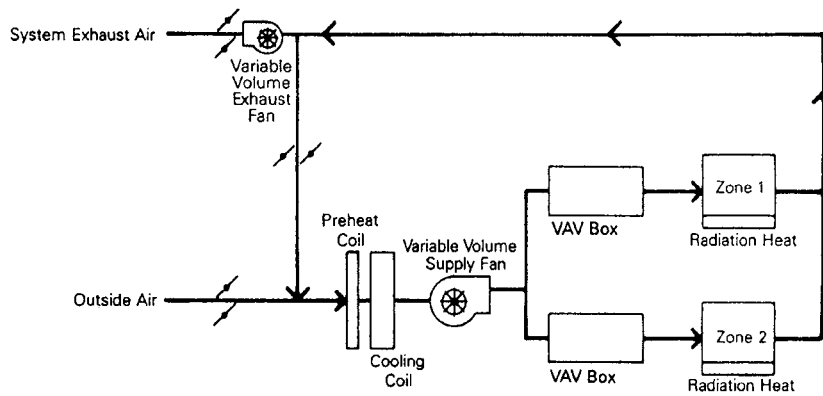 System Exhaust Air
Variable
Volume
Exhaust
Fan
Zone 1
Preheat
Coil
VAV Box
Variable Volume
Supply Fan
Radiation Heat
Outside Air
Zone 2
Cooling
Coil
VAV Box
Radiation Heat